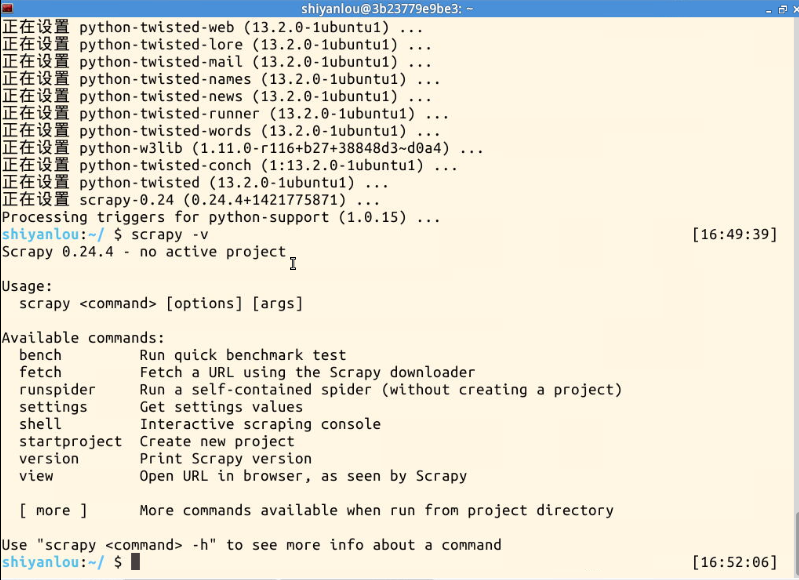 shiyanlou@3b23779e9be3: ~
正在设置 python-twisted-web (13.2.0-1ubuntu1) ...
正在设置 python-twisted-lore (13.2.0-1ubuntu1) ...
正在设置 python-twisted-mail (13.2.0-1ubuntu1) ...
正在设置 python-twisted-names (13.2.0-1ubuntu1) ...
正在设置 python-twisted-news (13.2.0-1ubuntu1) ...
正在设置 python-twisted-runner (13.2.0-1ubuntu1) ...
正在设置 python-twisted-words (13.2.0-1ubuntu1) ...
正在设置 python-w3lib (1.11.0-r116+b27+38848d3~d0a4) ...
正在设置 python-twisted-conch (1:13.2.0-1ubuntu1) ...
正在设置 python-twisted (13.2.0-1ubuntu1) ...
正在设置 scrapy-0.24 (0.24.4+1421775871) ...
Processing triggers for python-support (1.0.15) ...
shiyanlou:~/ $ scrapy -v [16:49:39]
Scrapy 0.24.4 - no active project
Usage:
scrapy <command> [options] [args]
Available commands:
bench Run quick benchmark test
fetch Fetch a URL using the Scrapy downloader
runspider Run a self-contained spider (without creating a project)
settings Get settings values
shell Interactive scraping console
startproject Create new project
version Print Scrapy version
view Open URL in browser, as seen by Scrapy
[ more ] More commands available when run from project directory
Use "scrapy <command> -h" to see more info about a command
shiyanlou:~/ $ [16:52:06]